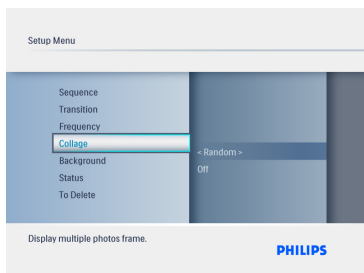 Setup Menu
Sequence
Transition
Frequency
Collage
Background
Status
To Delete
< Random >
Off
Display multiple photos frame.
PHILIPS